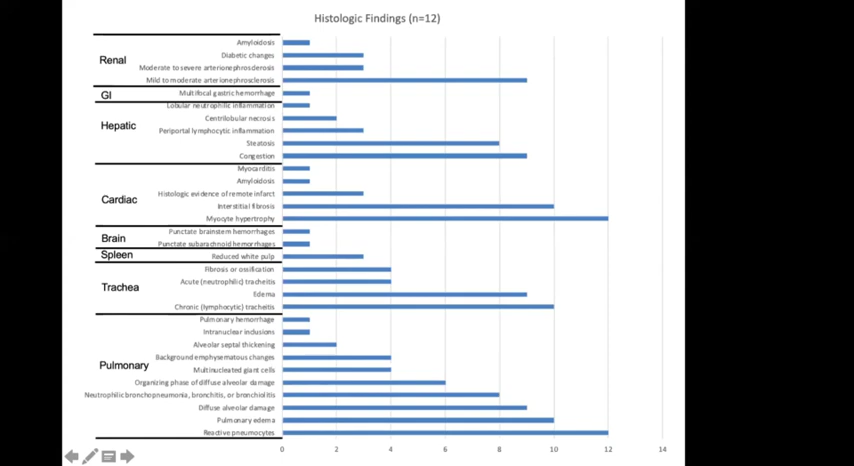 Histologic Findings (n=12)
Renal
Amyloidosis
Diabetic changes
Moderate to severe arterionephrosclerosis
Mild to moderate arterionephrosclerosis
GI
Multifocal gastric hemorrhage
Hepatic
Lobular neutrophilic inflammation
Centrilobular necrosis
Periportal lymphocytic inflammation
Steatosis
Congestion
Cardiac
Myocarditis
Amyloidosis
Histologic evidence of remote infarct
Interstitial fibrosis
Myocyte hypertrophy
Brain
Punctate brainstem hemorrhages
Punctate subarachnoid hemorrhages
Spleen
Reduced white pulp
Trachea
Fibrosis or ossification
Acute (neutrophilic) tracheitis
Edema
Chronic (lymphocytic) tracheitis
Pulmonary
Pulmonary hemorrhage
Intranuclear inclusions
Alveolar septal thickening
Background emphysematous changes
Multinucleated giant cells
Organizing phase of diffuse alveolar damage
Neutrophilic bronchopneumonia, bronchitis, or bronchiolitis
Diffuse alveolar damage
Pulmonary edema
Reactive pneumocytes
0 2 4 6 8 10 12 14